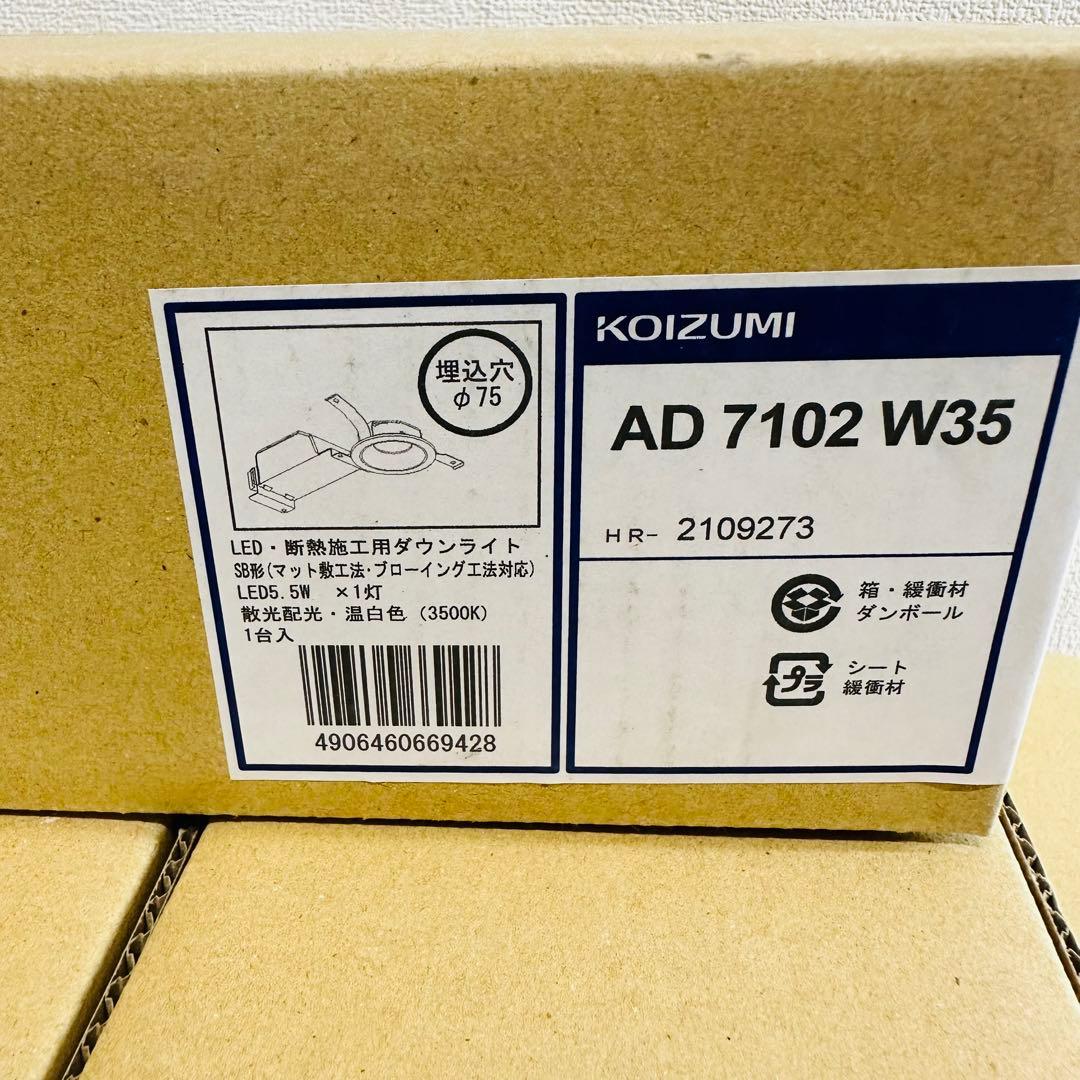 埋込穴
φ75
LED・断熱施工用ダウンライト
SB形(マット敷工法・ブローイング工法対応)
LED5.5W ×1灯
散光配光・温白色 (3500K)
1台入
4906460669428
KOIZUMI
AD 7102 W35
HR- 2109273
箱・緩衝材
ダンボール
プラ
シート
緩衝材